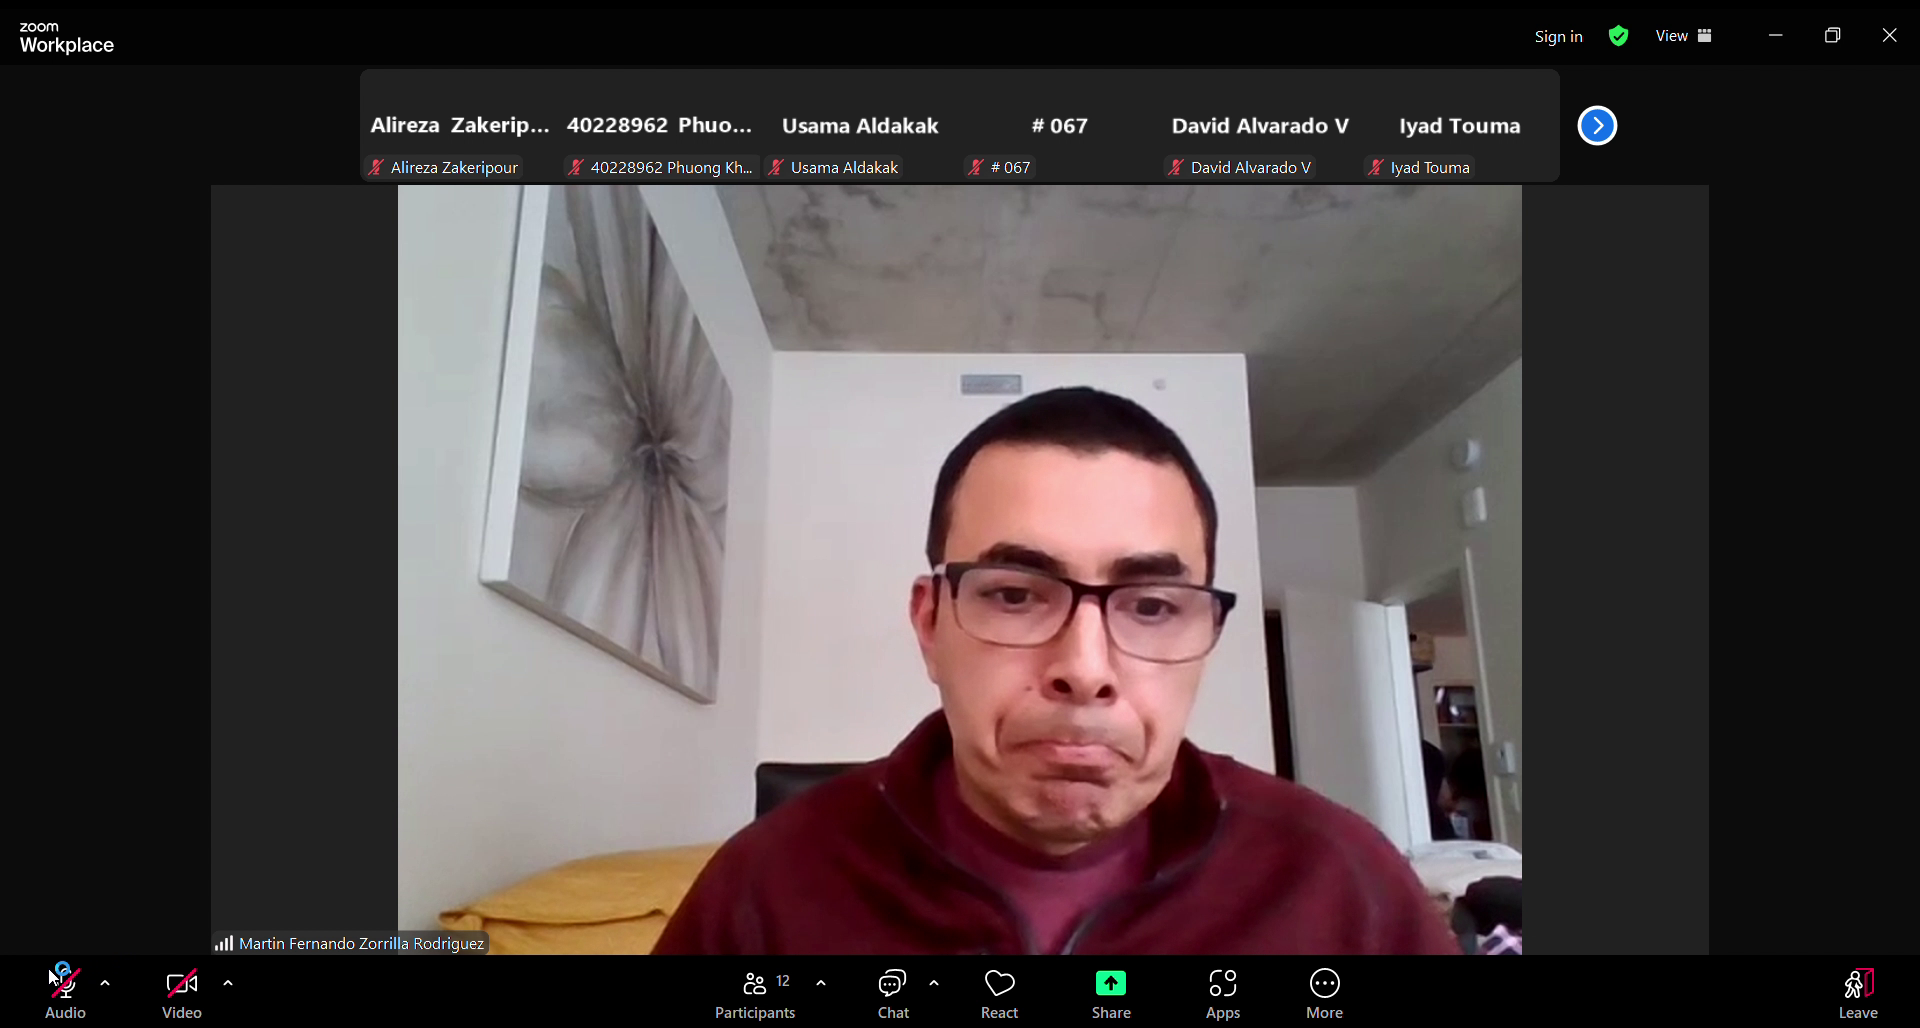 zoom
Workplace
Sign in
View
Alireza Zakerip...
40228962 Phuo...
Usama Aldakak
# 067
David Alvarado V
Iyad Touma
Alireza Zakeripour
40228962 Phuong Kh...
Usama Aldakak
# 067
David Alvarado V
Iyad Touma
Martin Fernando Zorrilla Rodriguez
Audio
Video
12
Participants
Chat
React
Share
Apps
More
Leave